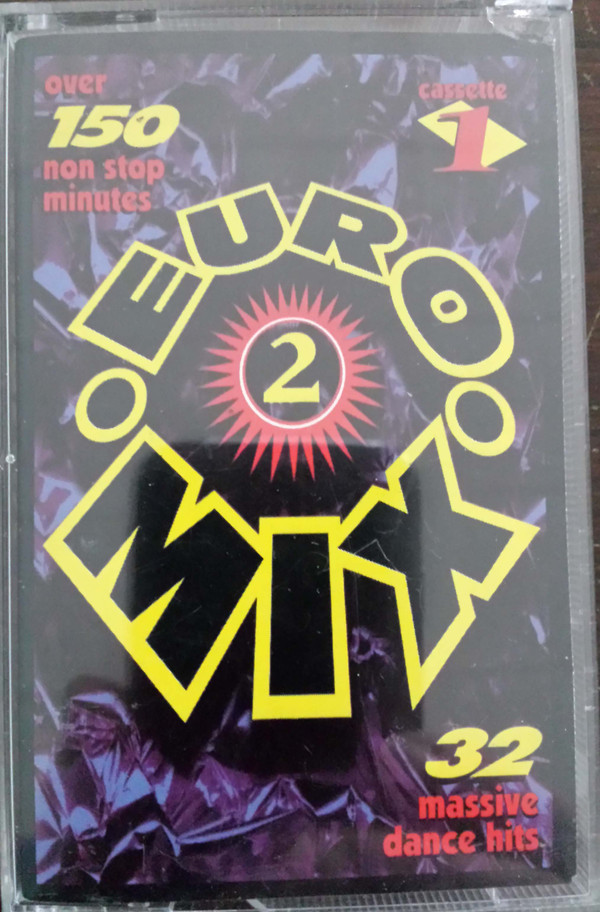 over
150
non stop
minutes
cassette
1
EURO
2
MIX
32
massive
dance hits